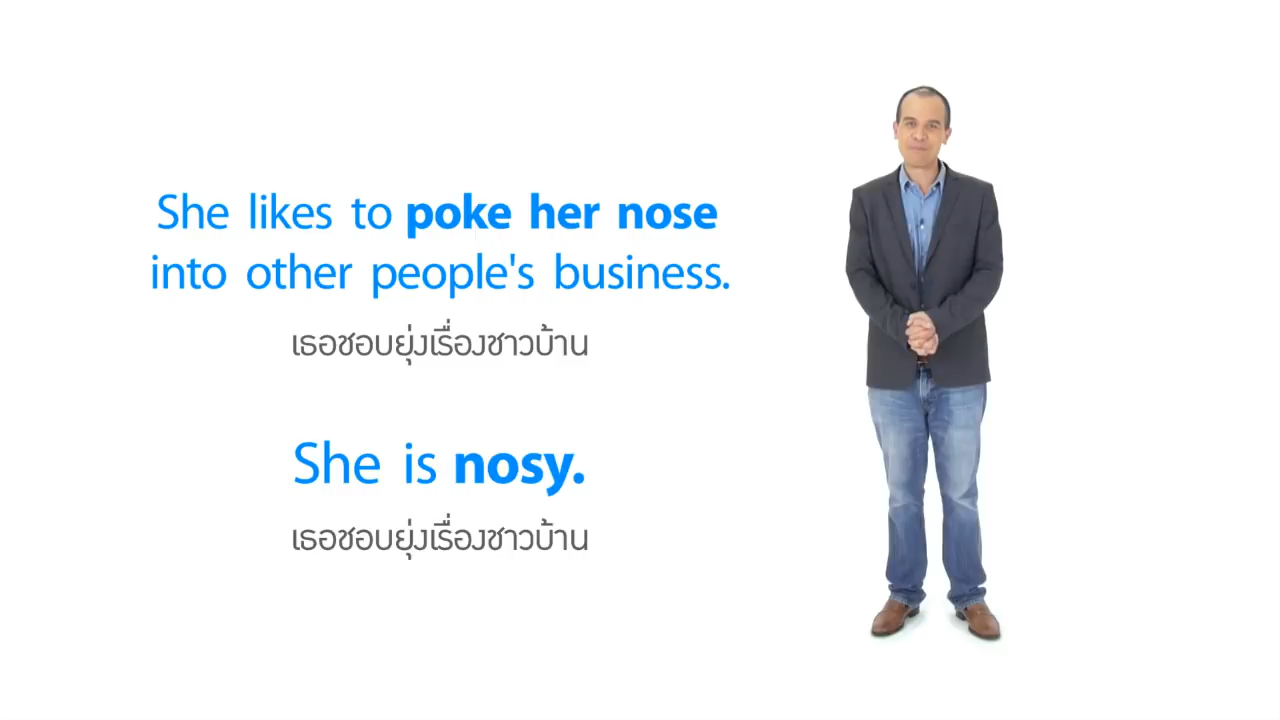 She likes to poke her nose
into other people's business.
เธอชอบยุ่งเรื่องชาวบ้าน
She is nosy.
เธอชอบยุ่งเรื่องชาวบ้าน